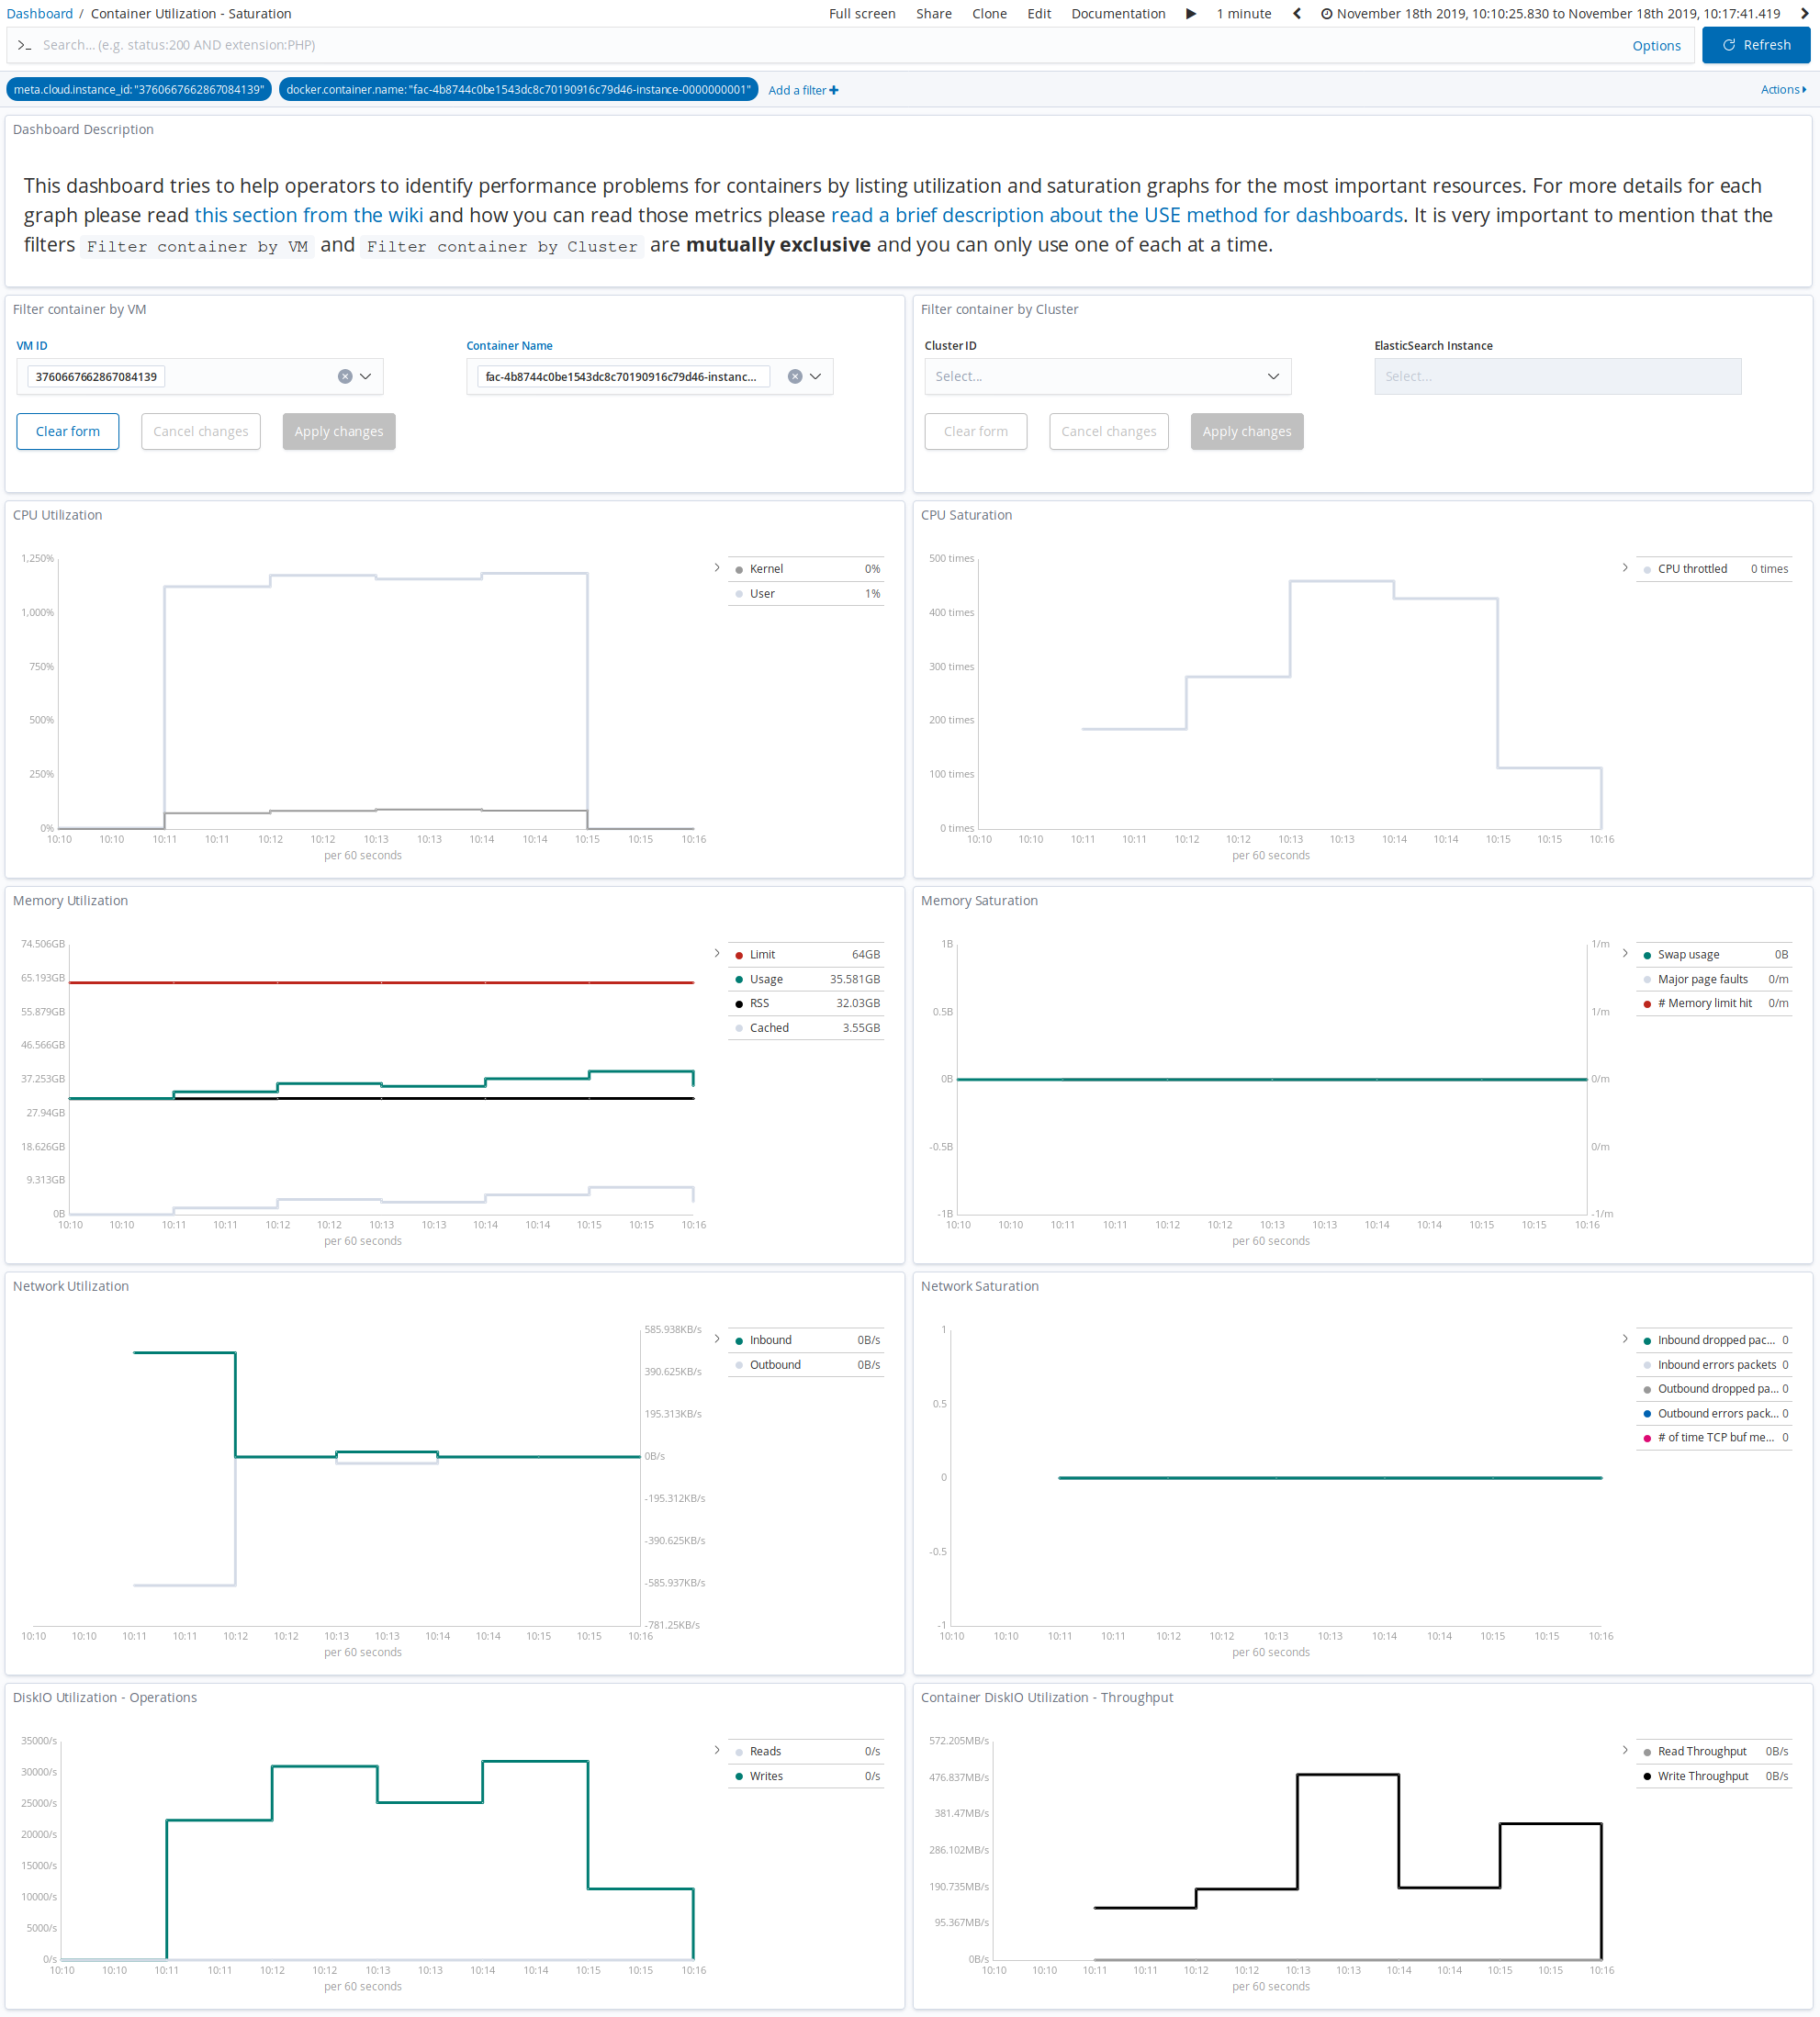 Dashboard / Container Utilization - Saturation
Full screen Share Clone Edit Documentation 1 minute November 18th 2019, 10:10:25.830 to November 18th 2019, 10:17:41.419
>_ Search... (e.g. status:200 AND extension:PHP) Options Refresh
meta.cloud.instance_id: "3760667662867084139" docker.container.name: "fac-4b8744c0be1543dc8c70190916c79d46-instance-0000000001" Add a filter + Actions
Dashboard Description
This dashboard tries to help operators to identify performance problems for containers by listing utilization and saturation graphs for the most important resources. For more details for each
graph please read this section from the wiki and how you can read those metrics please read a brief description about the USE method for dashboards. It is very important to mention that the
filters Filter container by VM and Filter container by Cluster are mutually exclusive and you can only use one of each at a time.
Filter container by VM
VM ID Container Name
3760667662867084139 fac-4b8744c0be1543dc8c70190916c79d46-instanc...
Clear form Cancel changes Apply changes
Filter container by Cluster
Cluster ID ElasticSearch Instance
Select... Select...
Clear form Cancel changes Apply changes
CPU Utilization
1,250%
1,000%
750%
500%
250%
0%
10:10 10:10 10:11 10:11 10:12 10:12 10:13 10:13 10:14 10:14 10:15 10:15 10:16
per 60 seconds
Kernel 0%
User 1%
CPU Saturation
500 times
400 times
300 times
200 times
100 times
0 times
10:10 10:10 10:11 10:11 10:12 10:12 10:13 10:13 10:14 10:14 10:15 10:15 10:16
per 60 seconds
CPU throttled 0 times
Memory Utilization
74.506GB
65.193GB
55.879GB
46.566GB
37.253GB
27.94GB
18.626GB
9.313GB
0B
10:10 10:10 10:11 10:11 10:12 10:12 10:13 10:13 10:14 10:14 10:15 10:15 10:16
per 60 seconds
Limit 64GB
Usage 35.581GB
RSS 32.03GB
Cached 3.55GB
Memory Saturation
1B
0.5B
0B
-0.5B
-1B
1/m
1/m
0/m
0/m
-1/m
10:10 10:10 10:11 10:11 10:12 10:12 10:13 10:13 10:14 10:14 10:15 10:15 10:16
per 60 seconds
Swap usage 0B
Major page faults 0/m
# Memory limit hit 0/m
Network Utilization
585.938KB/s
390.625KB/s
195.313KB/s
0B/s
-195.312KB/s
-390.625KB/s
-585.937KB/s
-781.25KB/s
10:10 10:10 10:11 10:11 10:12 10:12 10:13 10:13 10:14 10:14 10:15 10:15 10:16
per 60 seconds
Inbound 0B/s
Outbound 0B/s
Network Saturation
1
0.5
0
-0.5
-1
10:10 10:10 10:11 10:11 10:12 10:12 10:13 10:13 10:14 10:14 10:15 10:15 10:16
per 60 seconds
Inbound dropped pac... 0
Inbound errors packets 0
Outbound dropped pa... 0
Outbound errors pack... 0
# of time TCP buf me... 0
DiskIO Utilization - Operations
35000/s
30000/s
25000/s
20000/s
15000/s
10000/s
5000/s
0/s
10:10 10:10 10:11 10:11 10:12 10:12 10:13 10:13 10:14 10:14 10:15 10:15 10:16
per 60 seconds
Reads 0/s
Writes 0/s
Container DiskIO Utilization - Throughput
572.205MB/s
476.837MB/s
381.47MB/s
286.102MB/s
190.735MB/s
95.367MB/s
0B/s
10:10 10:10 10:11 10:11 10:12 10:12 10:13 10:13 10:14 10:14 10:15 10:15 10:16
per 60 seconds
Read Throughput 0B/s
Write Throughput 0B/s